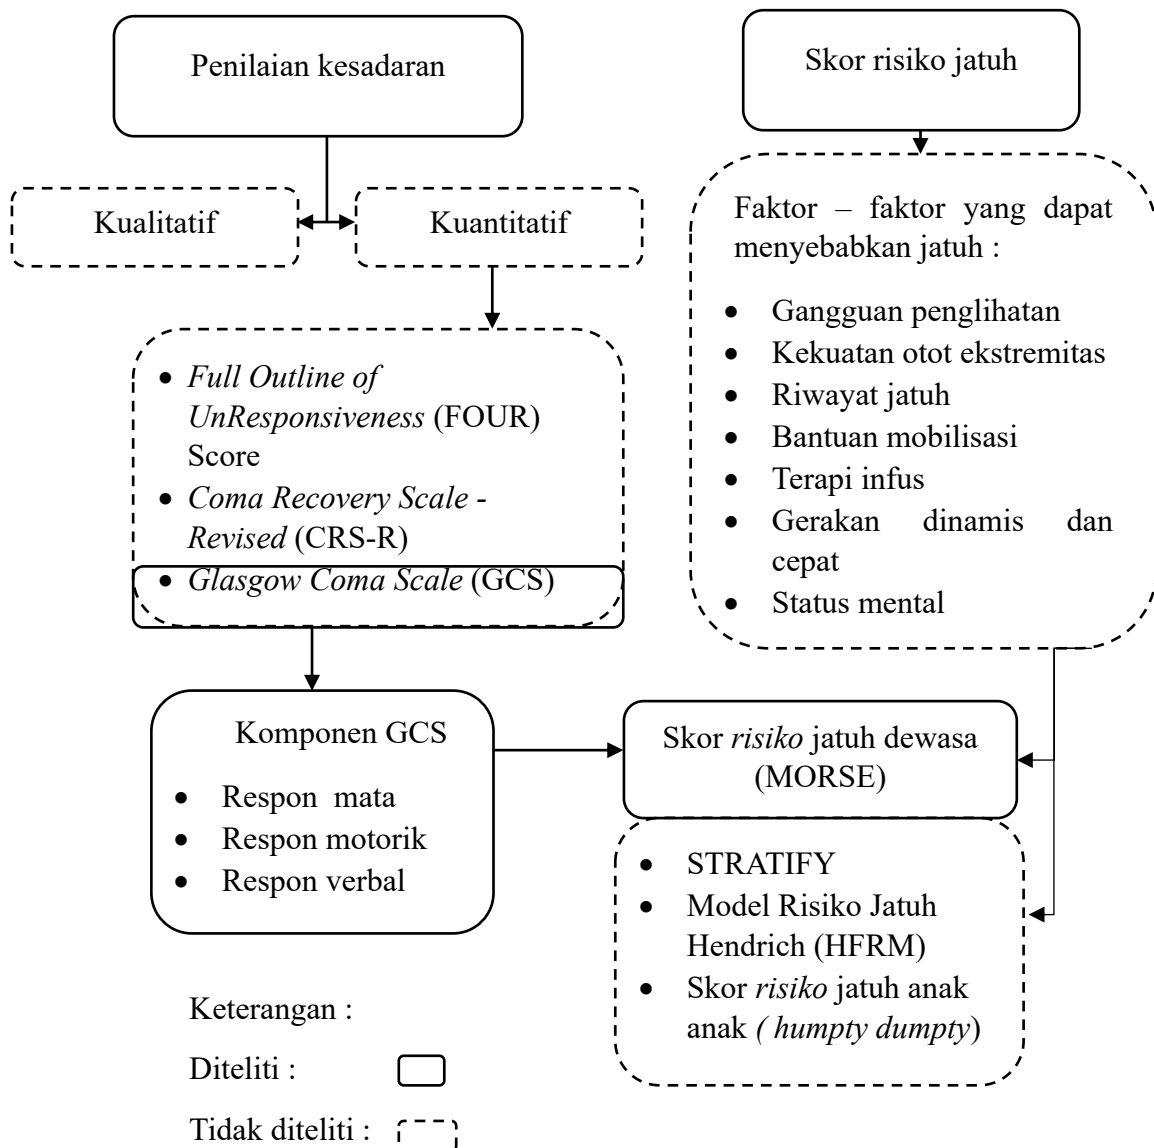 Penilaian kesadaran
Skor risiko jatuh
Kualitatif
Kuantitatif
Faktor – faktor yang dapat
menyebabkan jatuh :
• Gangguan penglihatan
• Kekuatan otot ekstremitas
• Riwayat jatuh
• Bantuan mobilisasi
• Terapi infus
• Gerakan dinamis dan
cepat
• Status mental
• Full Outline of
UnResponsiveness (FOUR)
Score
• Coma Recovery Scale -
Revised (CRS-R)
• Glasgow Coma Scale (GCS)
Komponen GCS
• Respon mata
• Respon motorik
• Respon verbal
Skor risiko jatuh dewasa
(MORSE)
• STRATIFY
• Model Risiko Jatuh
Hendrich (HFRM)
• Skor risiko jatuh anak
anak ( humpty dumpty)
Keterangan :
Diteliti :
Tidak diteliti :